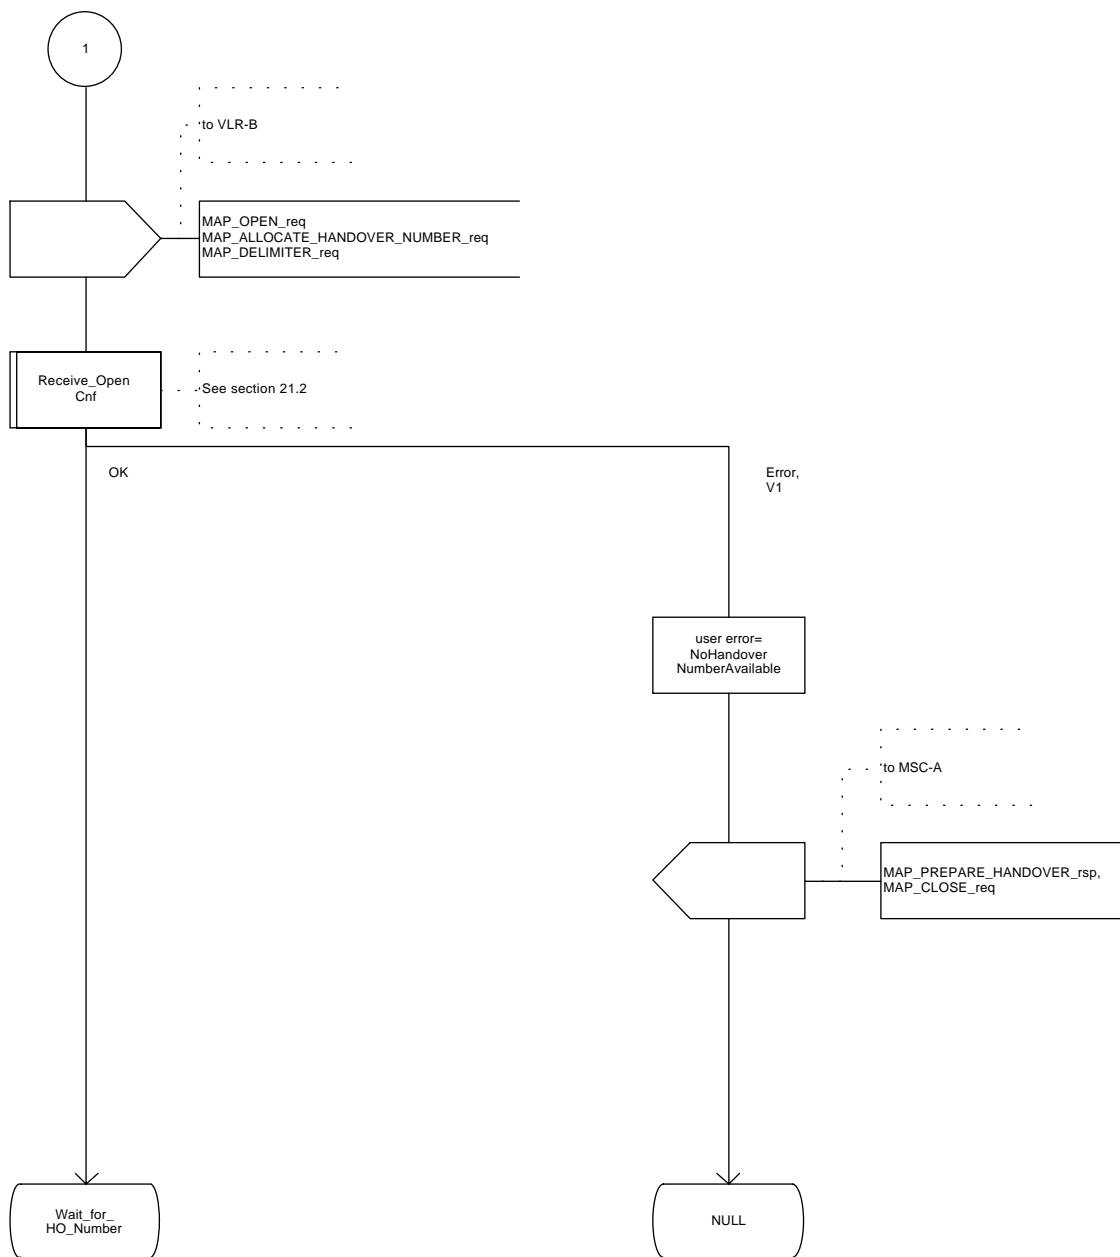 1
to VLR-B
MAP_OPEN_req
MAP_ALLOCATE_HANDOVER_NUMBER_req
MAP_DELIMITER_req
Receive_Open
Cnf
See section 21.2
OK
Error,
V1
user error=
NoHandover
NumberAvailable
to MSC-A
MAP_PREPARE_HANDOVER_rsp,
MAP_CLOSE_req
Wait_for_
HO_Number
NULL